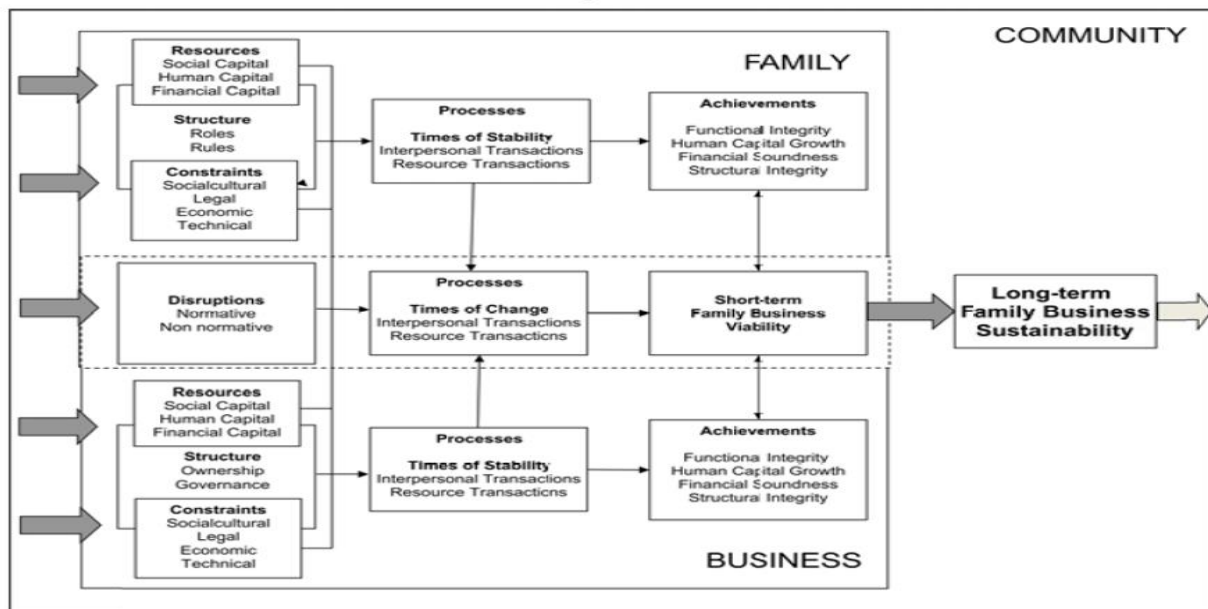 COMMUNITY
FAMILY
Resources
Social Capital
Human Capital
Financial Capital
Structure
Roles
Rules
Constraints
Socialcultural
Legal
Economic
Technical
Processes
Times of Stability
Interpersonal Transactions
Resource Transactions
Achievements
Functional Integrity
Human Capital Growth
Financial Soundness
Structural Integrity
Disruptions
Normative
Non normative
Processes
Times of Change
Interpersonal Transactions
Resource Transactions
Short-term
Family Business
Viability
Long-term
Family Business
Sustainability
Resources
Social Capital
Human Capital
Financial Capital
Structure
Ownership
Governance
Constraints
Socialcultural
Legal
Economic
Technical
Processes
Times of Stability
Interpersonal Transactions
Resource Transactions
Achievements
Functional Integrity
Human Capital Growth
Financial Soundness
Structural Integrity
BUSINESS